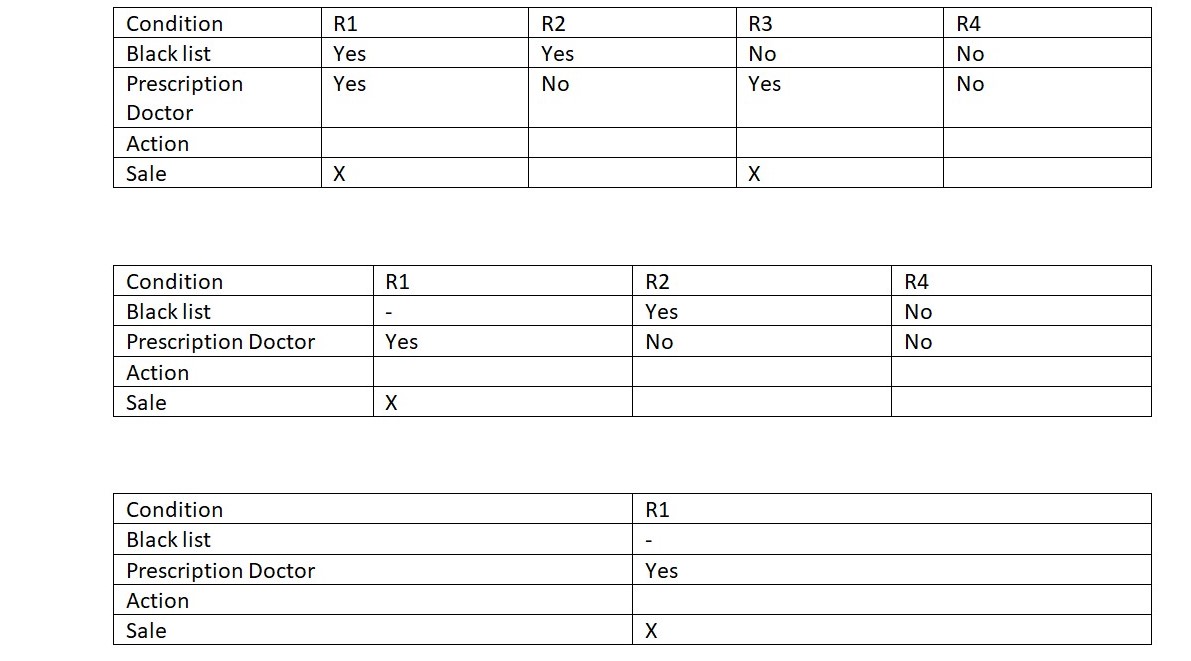 Condition R1 R2 R3 R4
Black list Yes Yes No No
Prescription Yes No Yes No
Doctor
Action
Sale X X
Condition R1 R2 R4
Black list - Yes No
Prescription Doctor Yes No No
Action
Sale X
Condition R1
Black list -
Prescription Doctor Yes
Action
Sale X